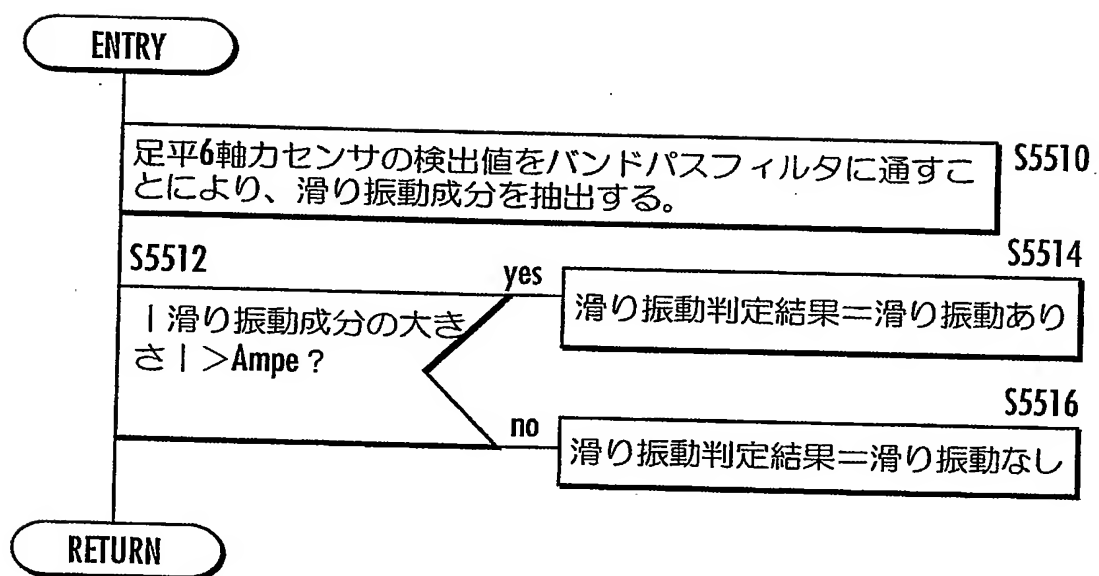 ENTRY
足平6軸力センサの検出値をバンドパスフィルタに通すこ
とにより、滑り振動成分を抽出する。
S5510
S5512
|滑り振動成分の大き
さ|>Ampe?
yes
S5514
滑り振動判定結果=滑り振動あり
no
S5516
滑り振動判定結果=滑り振動なし
RETURN